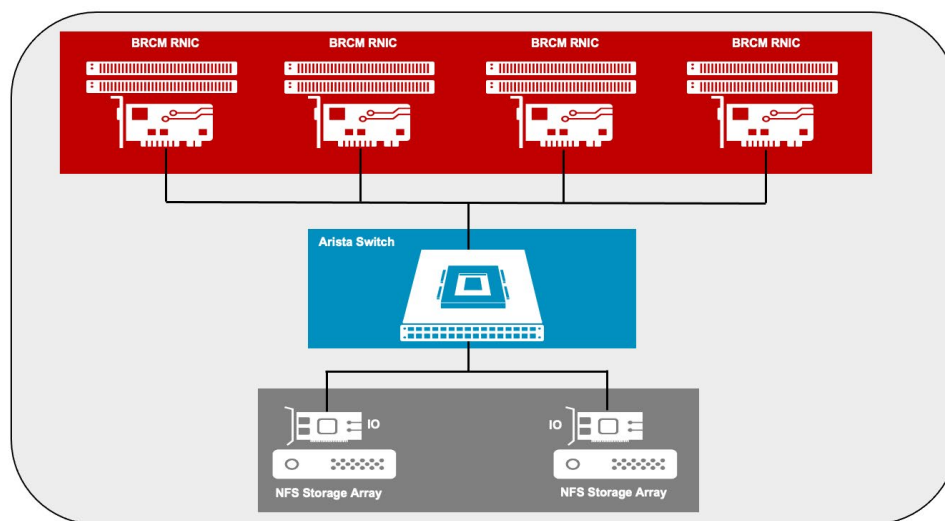 BRCM RNIC
BRCM RNIC
BRCM RNIC
BRCM RNIC
Arista Switch
IO
IO
NFS Storage Array
NFS Storage Array